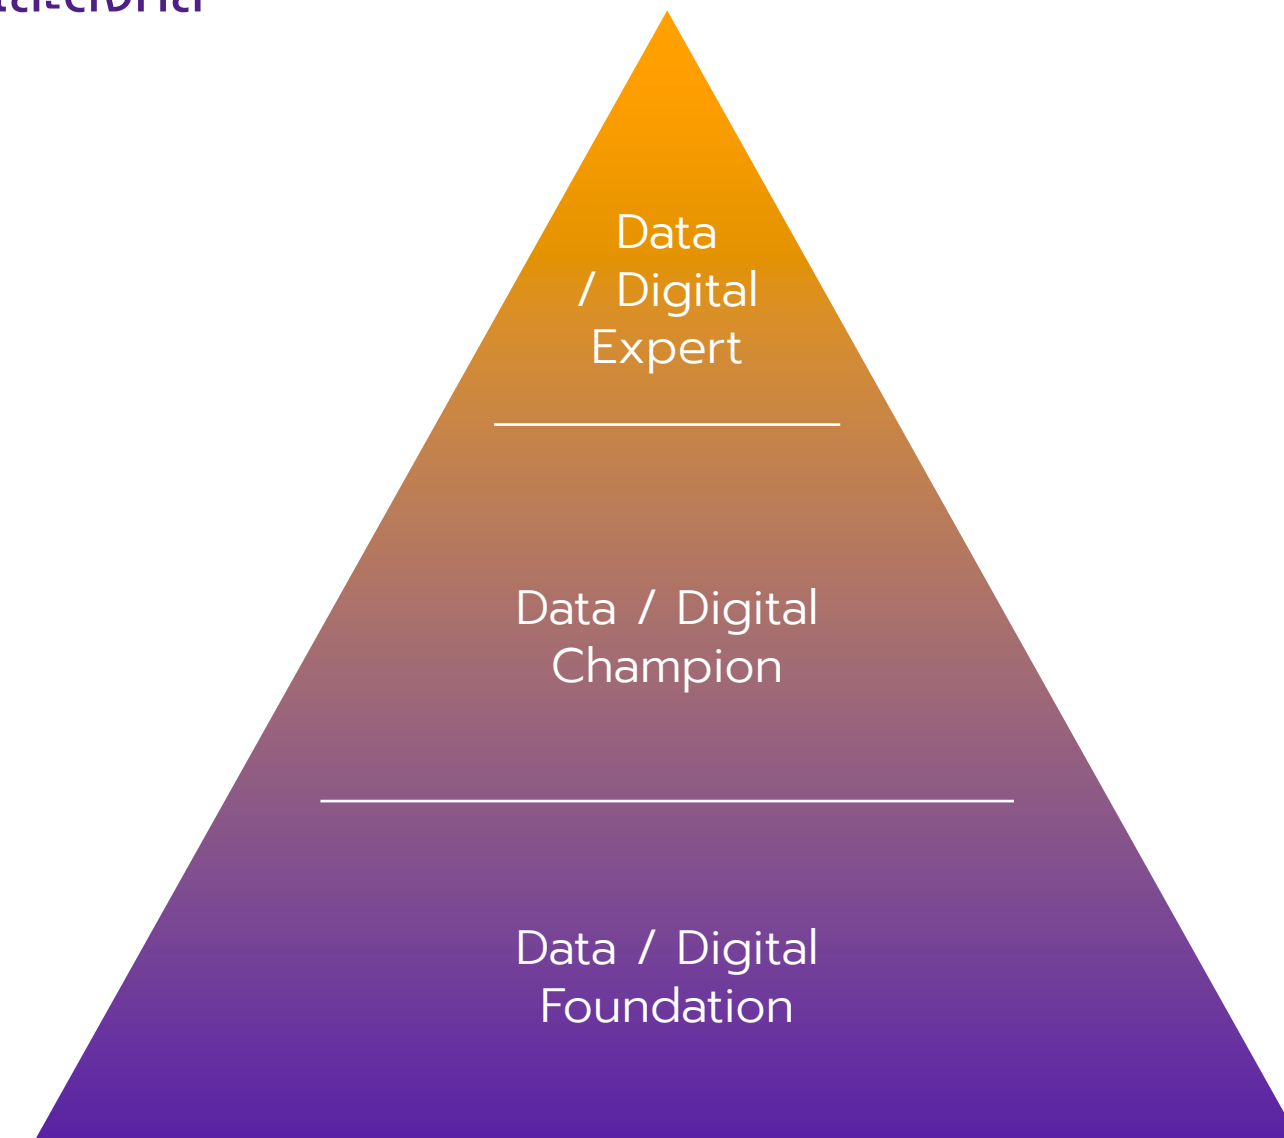 Data
/ Digital
Expert
Data / Digital
Champion
Data / Digital
Foundation